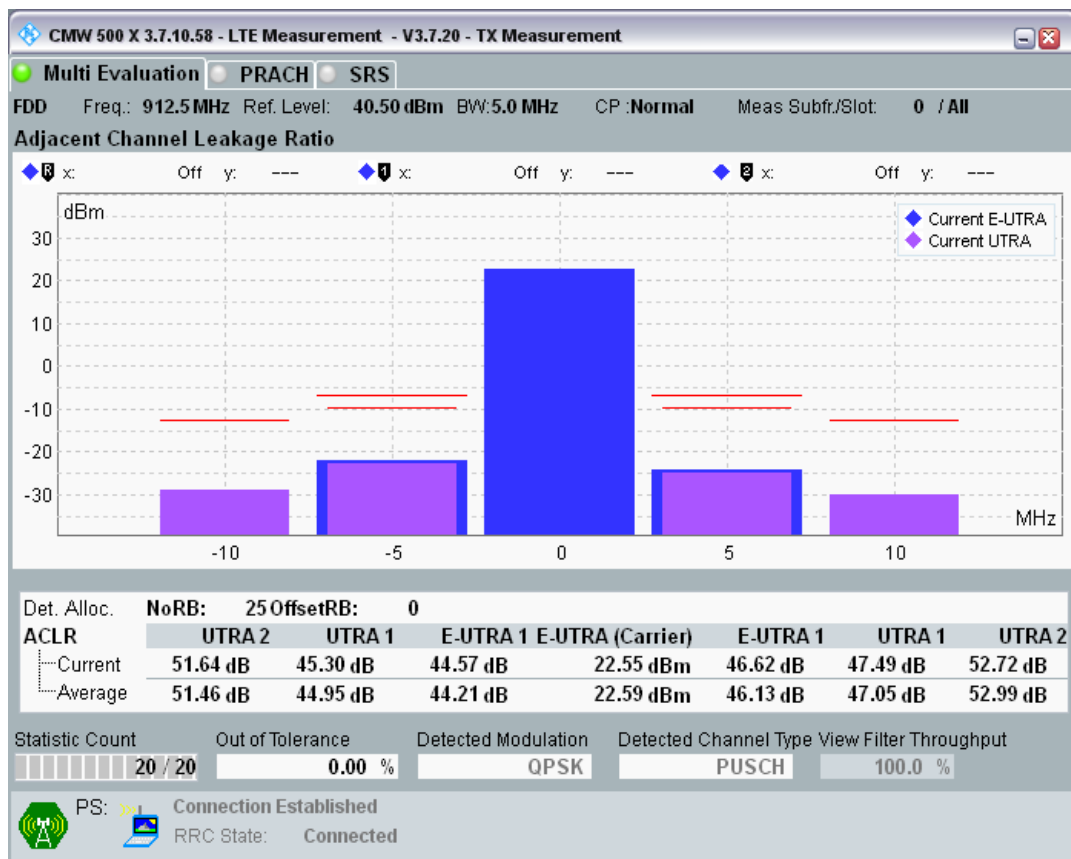 CMW 500 X 3.7.10.58 - LTE Measurement - V3.7.20 - TX Measurement
Multi Evaluation PRACH SRS
FDD Freq.: 912.5 MHz Ref. Level: 40.50 dBm BW:5.0 MHz CP :Normal Meas Subfr./Slot: 0 / All
Adjacent Channel Leakage Ratio
R x: Off y: --- 1 x: Off y: --- 2 x: Off y: ---
dBm
Current E-UTRA
Current UTRA
30
20
10
0
-10
-20
-30
MHz
-10 -5 0 5 10
Det. Alloc. NoRB: 25 OffsetRB: 0
ACLR UTRA 2 UTRA 1 E-UTRA 1 E-UTRA (Carrier) E-UTRA 1 UTRA 1 UTRA 2
Current 51.64 dB 45.30 dB 44.57 dB 22.55 dBm 46.62 dB 47.49 dB 52.72 dB
Average 51.46 dB 44.95 dB 44.21 dB 22.59 dBm 46.13 dB 47.05 dB 52.99 dB
Statistic Count Out of Tolerance Detected Modulation Detected Channel Type View Filter Throughput
20 / 20 0.00 % QPSK PUSCH 100.0 %
PS: Connection Established
RRC State: Connected